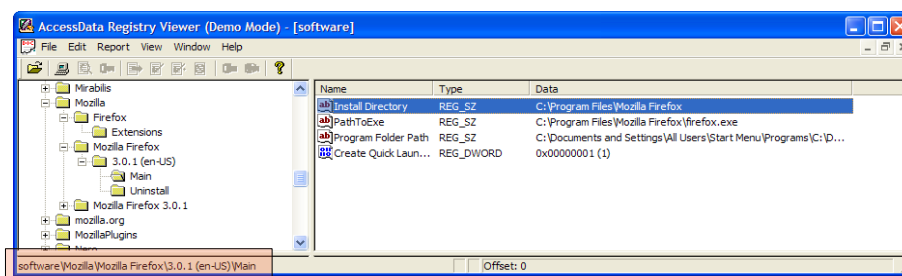 AccessData Registry Viewer (Demo Mode) - [software]
File Edit Report View Window Help
Mirabilis
Mozilla
Firefox
Extensions
Mozilla Firefox
3.0.1 (en-US)
Main
Uninstall
Mozilla Firefox 3.0.1
mozilla.org
MozillaPlugins
Nero
Name Type Data
Install Directory REG_SZ C:\Program Files\Mozilla Firefox
PathToExe REG_SZ C:\Program Files\Mozilla Firefox\firefox.exe
Program Folder Path REG_SZ C:\Documents and Settings\All Users\Start Menu\Programs\C:\D...
Create Quick Laun... REG_DWORD 0x00000001 (1)
software\Mozilla\Mozilla Firefox\3.0.1 (en-US)\Main
Offset: 0